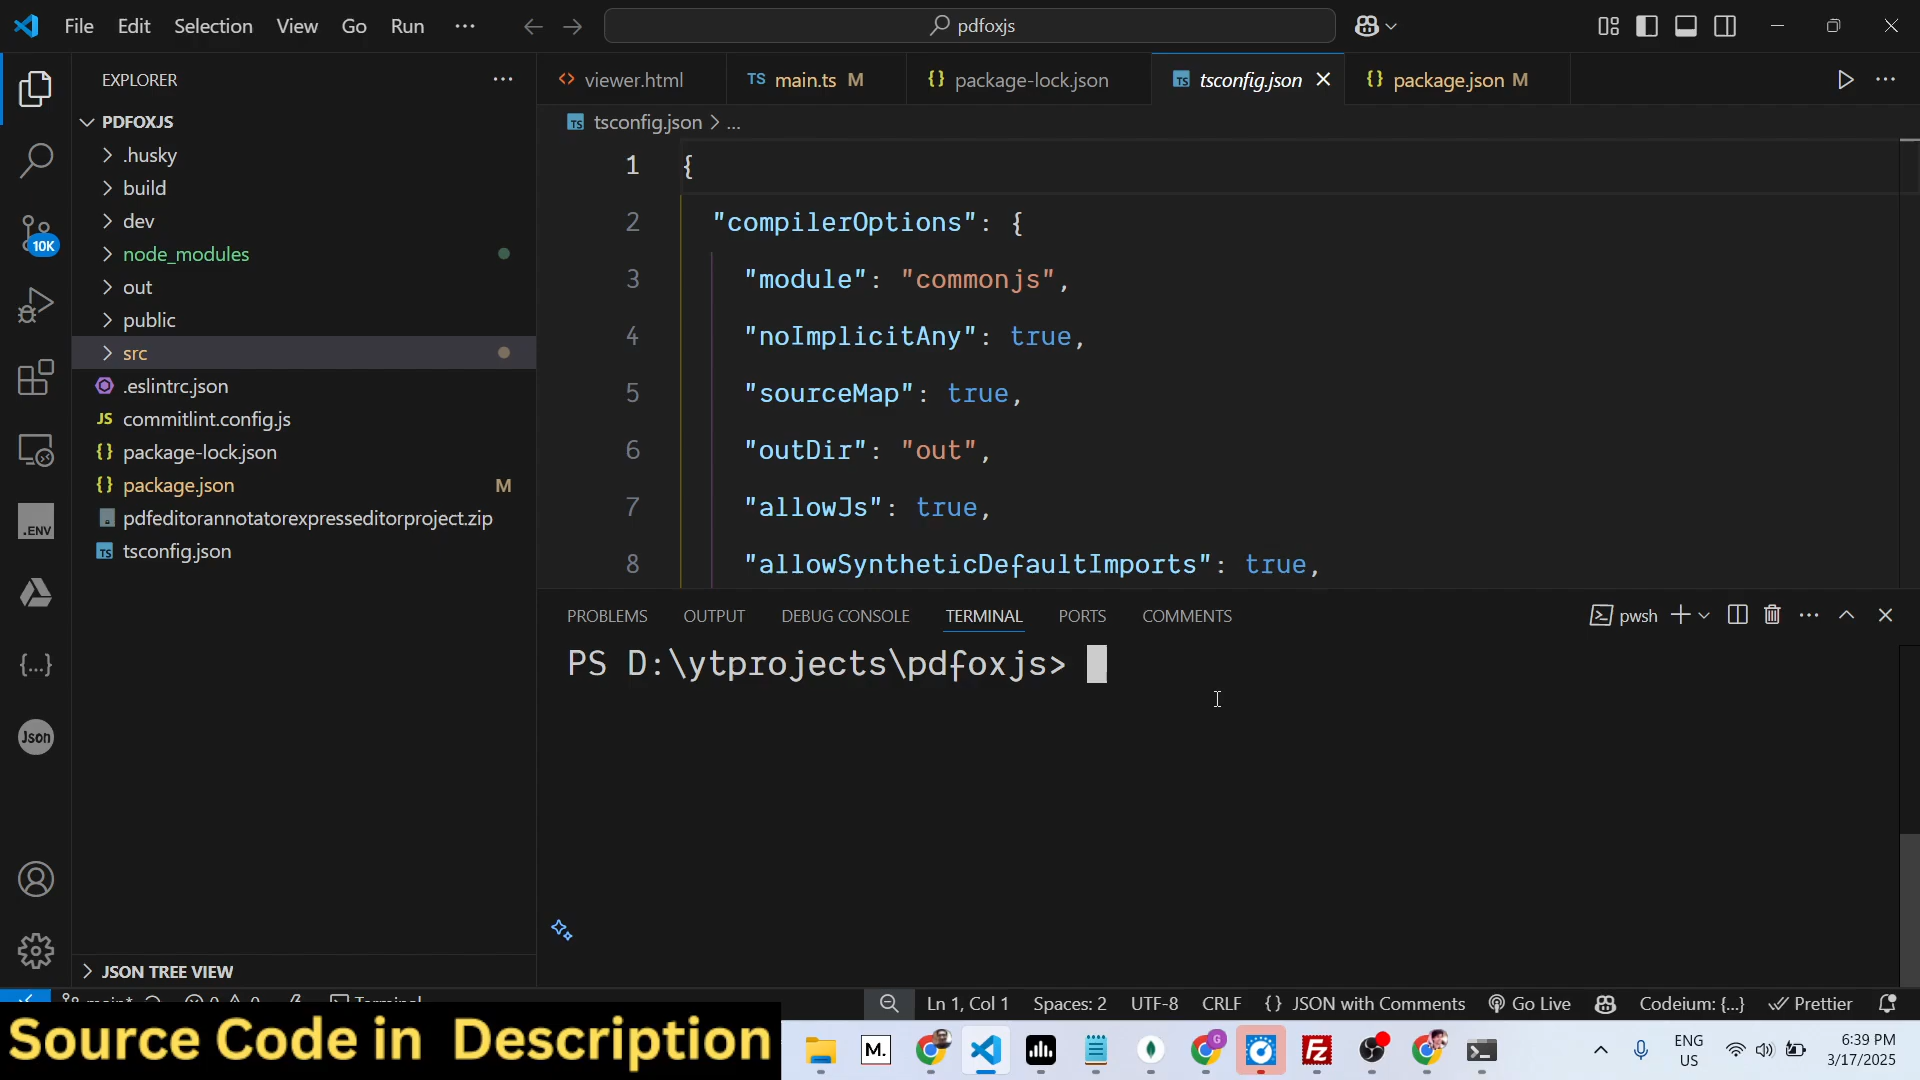 File Edit Selection View Go Run
pdfoxjs
EXPLORER
PDFOXJS
.husky
build
dev
node_modules
out
public
src
.eslintrc.json
commitlint.config.js
package-lock.json
package.json M
pdfeditorannotatorexpresseditorproject.zip
tsconfig.json
JSON TREE VIEW
10K
.ENV
{...}
Json
viewer.html
TS main.ts M
package-lock.json
tsconfig.json
package.json M
tsconfig.json > ...
1 {
2 "compilerOptions": {
3 "module": "commonjs",
4 "noImplicitAny": true,
5 "sourceMap": true,
6 "outDir": "out",
7 "allowJs": true,
8 "allowSyntheticDefaultImports": true,
PROBLEMS OUTPUT DEBUG CONSOLE TERMINAL PORTS COMMENTS
pwsh
PS D:\ytprojects\pdfoxjs>
Ln 1, Col 1 Spaces: 2 UTF-8 CRLF {} JSON with Comments Go Live Codeium: {...} Prettier
Source Code in Description
M.
ENG
US
6:39 PM
3/17/2025